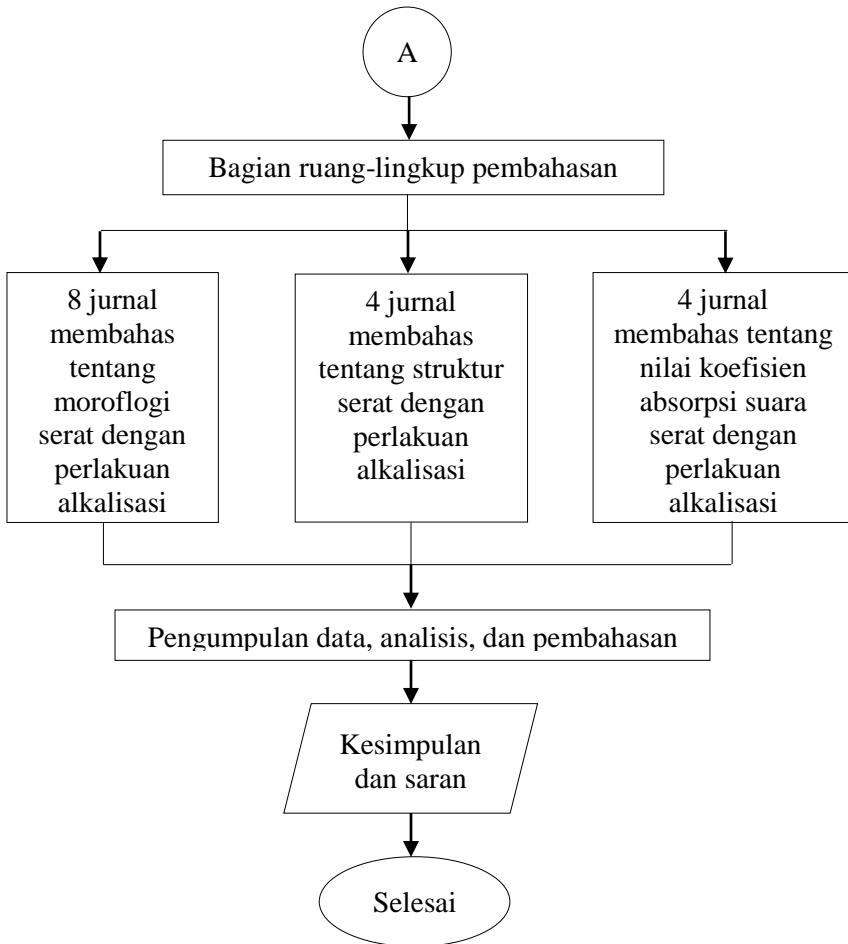 A
Bagian ruang-lingkup pembahasan
8 jurnal
membahas
tentang
moroflogi
serat dengan
perlakuan
alkalisasi
4 jurnal
membahas
tentang struktur
serat dengan
perlakuan
alkalisasi
4 jurnal
membahas tentang
nilai koefisien
absorpsi suara
serat dengan
perlakuan
alkalisasi
Pengumpulan data, analisis, dan pembahasan
Kesimpulan
dan saran
Selesai